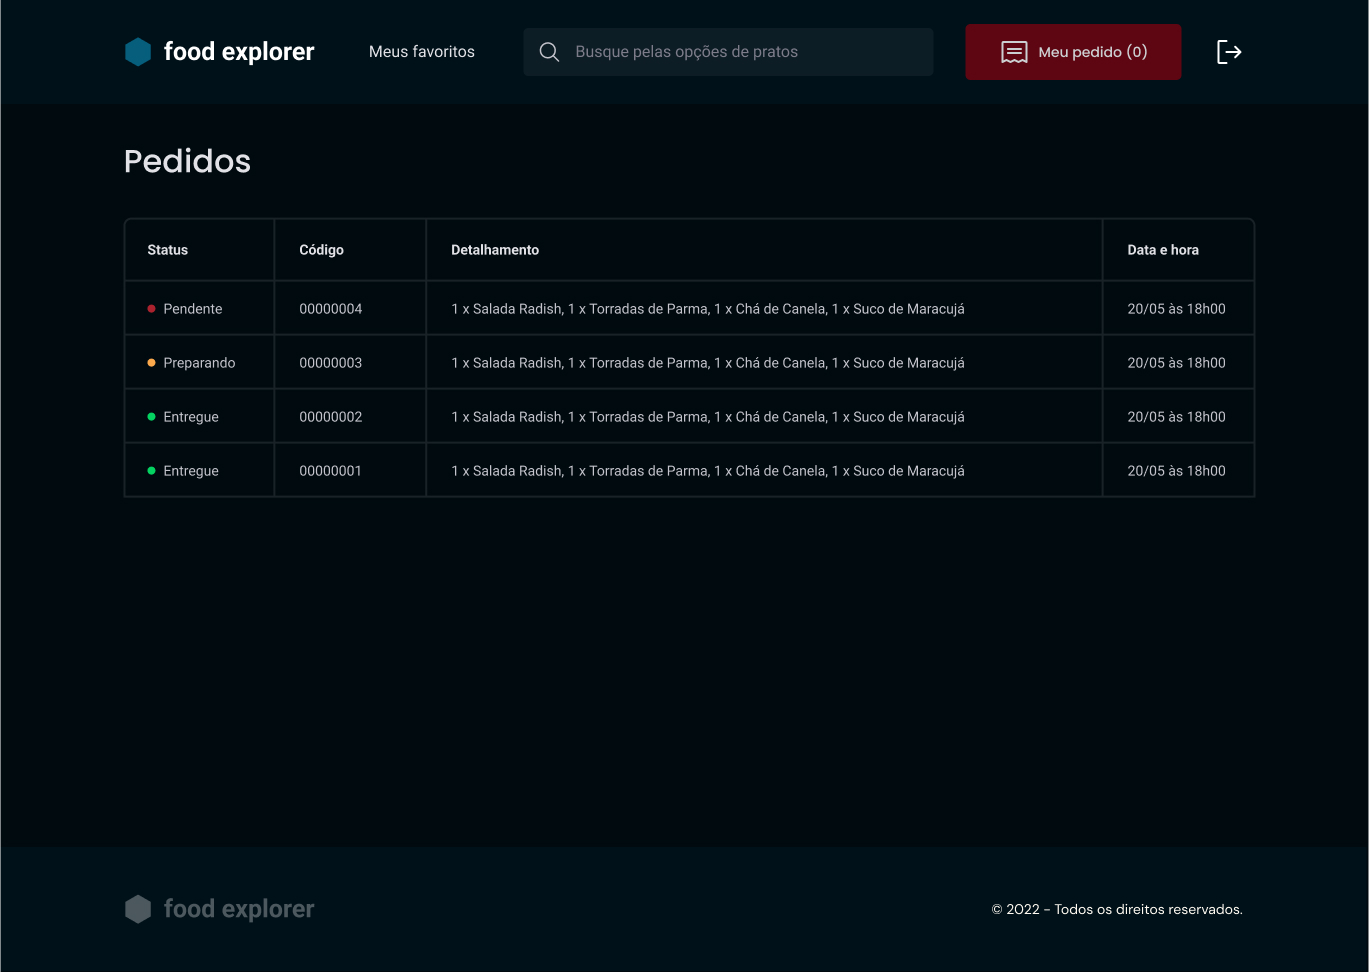 food explorer
Meus favoritos
Busque pelas opções de pratos
Meu pedido (0)
Pedidos
Status Código Detalhamento Data e hora
Pendente 00000004 1 x Salada Radish, 1 x Torradas de Parma, 1 x Chá de Canela, 1 x Suco de Maracujá 20/05 às 18h00
Preparando 00000003 1 x Salada Radish, 1 x Torradas de Parma, 1 x Chá de Canela, 1 x Suco de Maracujá 20/05 às 18h00
Entregue 00000002 1 x Salada Radish, 1 x Torradas de Parma, 1 x Chá de Canela, 1 x Suco de Maracujá 20/05 às 18h00
Entregue 00000001 1 x Salada Radish, 1 x Torradas de Parma, 1 x Chá de Canela, 1 x Suco de Maracujá 20/05 às 18h00
food explorer
© 2022 - Todos os direitos reservados.